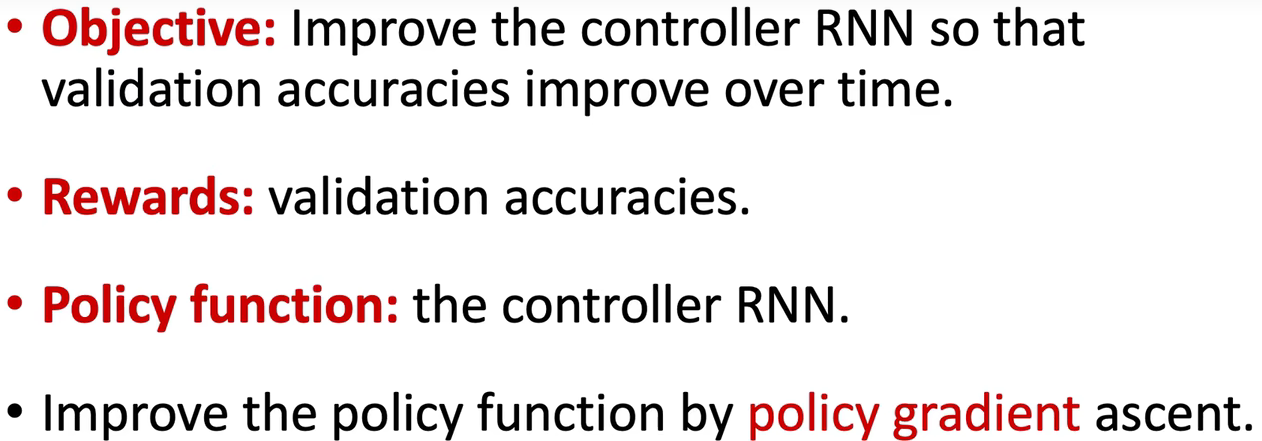 • Objective: Improve the controller RNN so that
validation accuracies improve over time.
• Rewards: validation accuracies.
• Policy function: the controller RNN.
• Improve the policy function by policy gradient ascent.